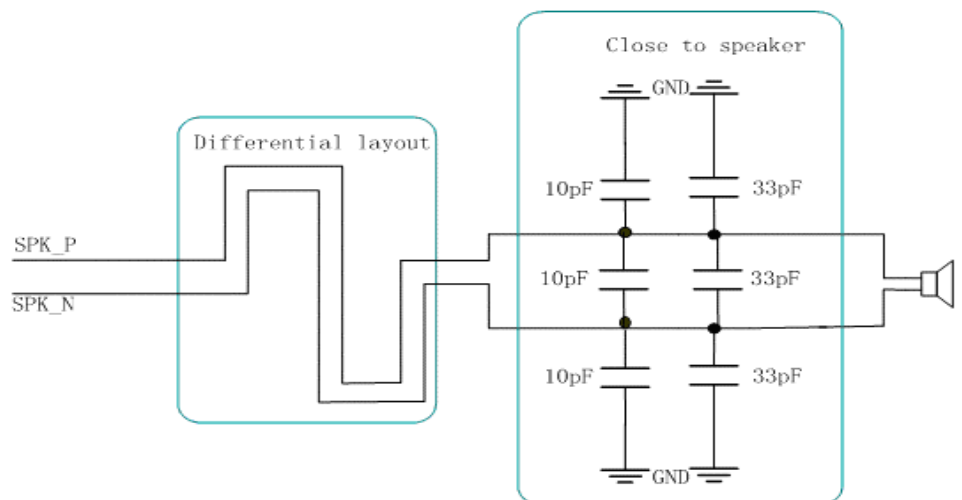 Close to speaker
GND
Differential layout
10pF
33pF
SPK_P
10pF
33pF
SPK_N
10pF
33pF
GND